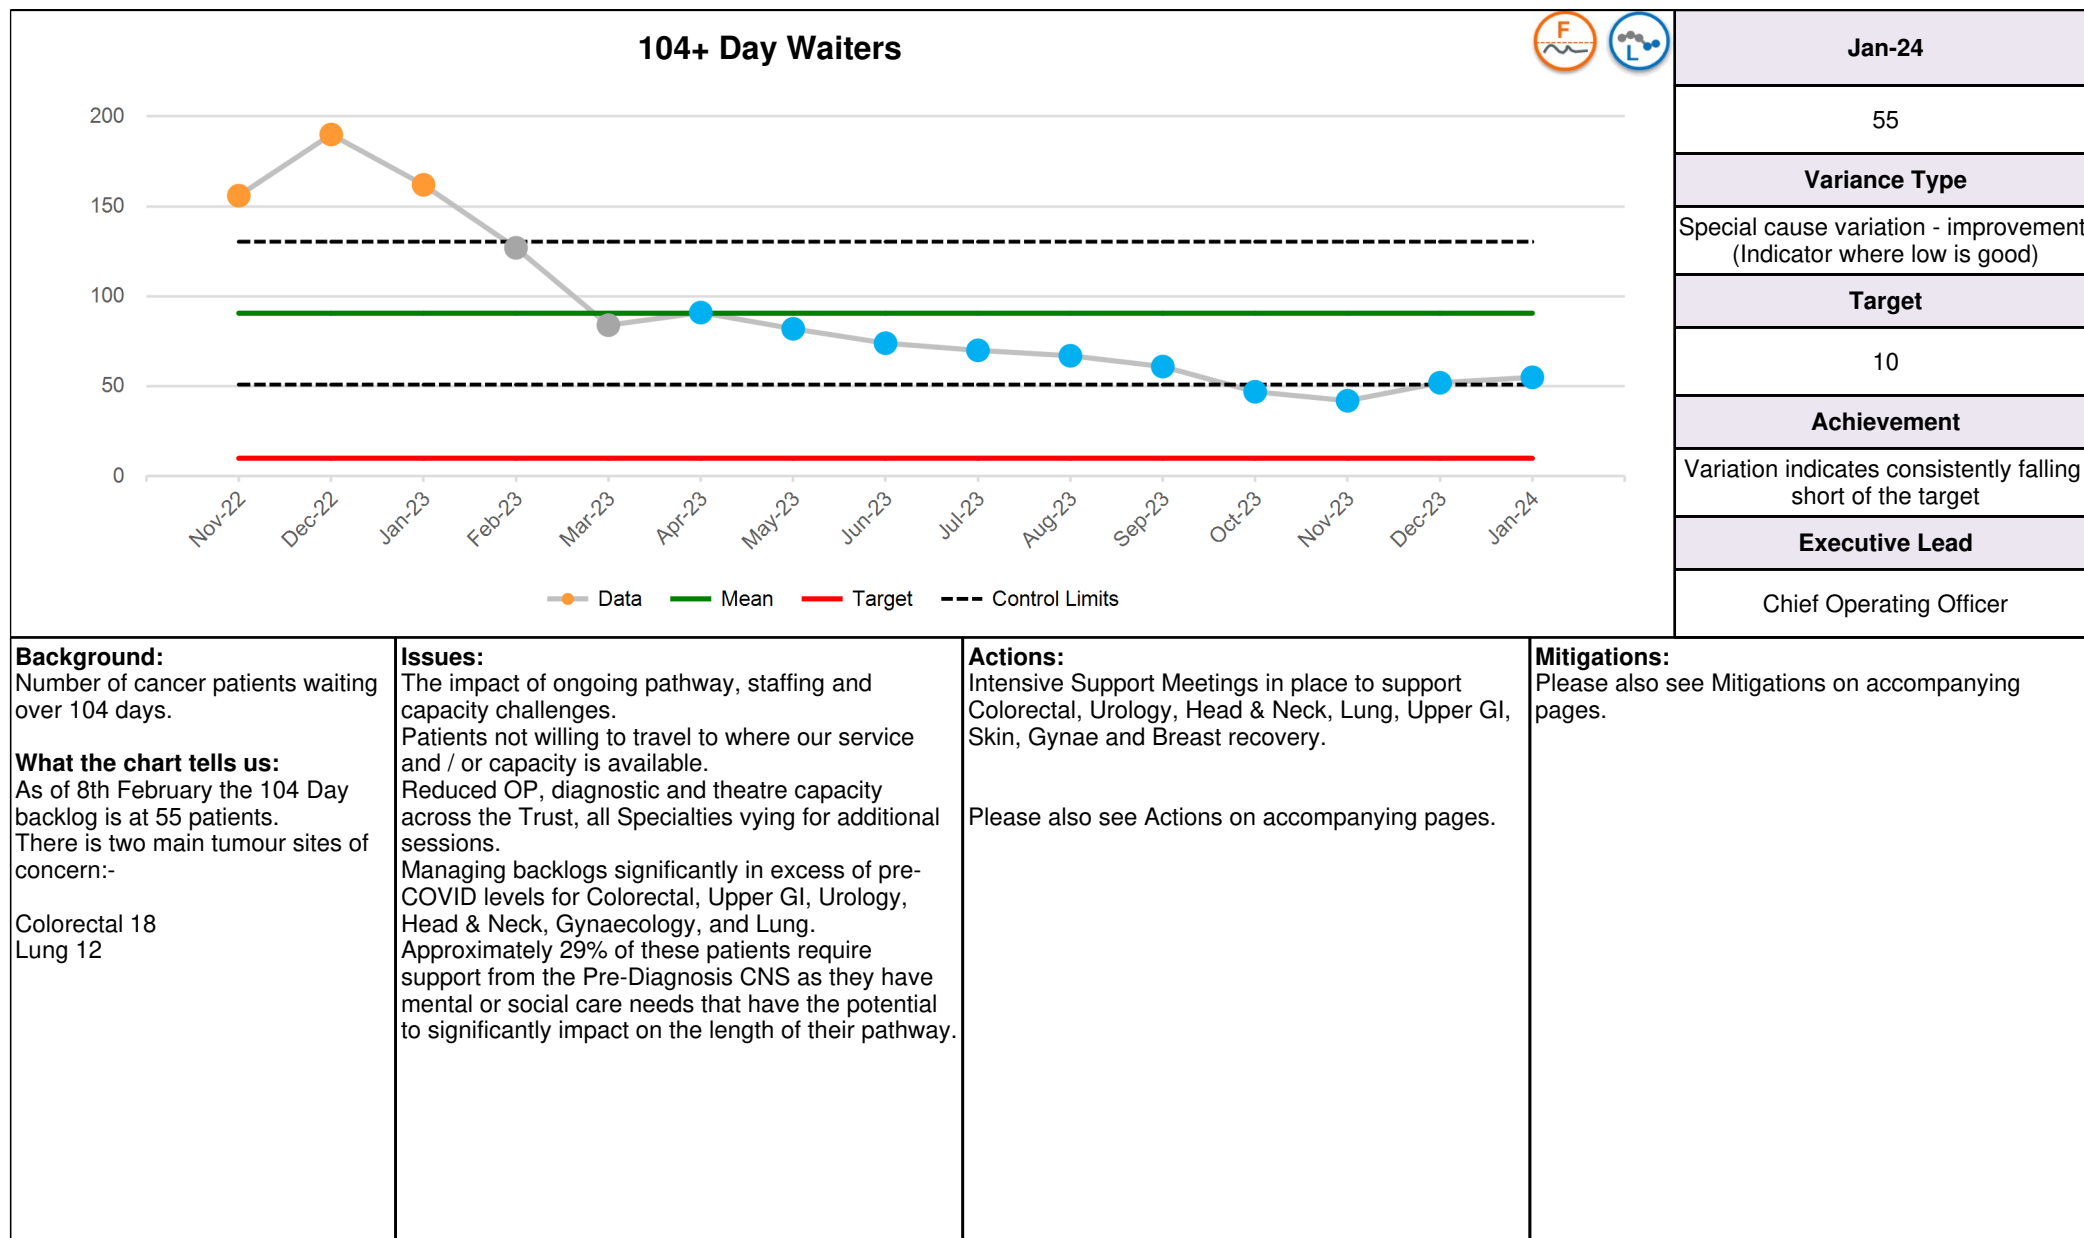 104+ Day Waiters
F
L
200
150
100
50
0
Nov-22
Dec-22
Jan-23
Feb-23
Mar-23
Apr-23
May-23
Jun-23
Jul-23
Aug-23
Sep-23
Oct-23
Nov-23
Dec-23
Jan-24
Data
Mean
Target
Control Limits
Jan-24
55
Variance Type
Special cause variation - improvement
(Indicator where low is good)
Target
10
Achievement
Variation indicates consistently falling
short of the target
Executive Lead
Chief Operating Officer
Background:
Number of cancer patients waiting
over 104 days.
What the chart tells us:
As of 8th February the 104 Day
backlog is at 55 patients.
There is two main tumour sites of
concern:-
Colorectal 18
Lung 12
Issues:
The impact of ongoing pathway, staffing and
capacity challenges.
Patients not willing to travel to where our service
and / or capacity is available.
Reduced OP, diagnostic and theatre capacity
across the Trust, all Specialties vying for additional
sessions.
Managing backlogs significantly in excess of pre-
COVID levels for Colorectal, Upper GI, Urology,
Head & Neck, Gynaecology, and Lung.
Approximately 29% of these patients require
support from the Pre-Diagnosis CNS as they have
mental or social care needs that have the potential
to significantly impact on the length of their pathway.
Actions:
Intensive Support Meetings in place to support
Colorectal, Urology, Head & Neck, Lung, Upper GI,
Skin, Gynae and Breast recovery.
Please also see Actions on accompanying pages.
Mitigations:
Please also see Mitigations on accompanying
pages.